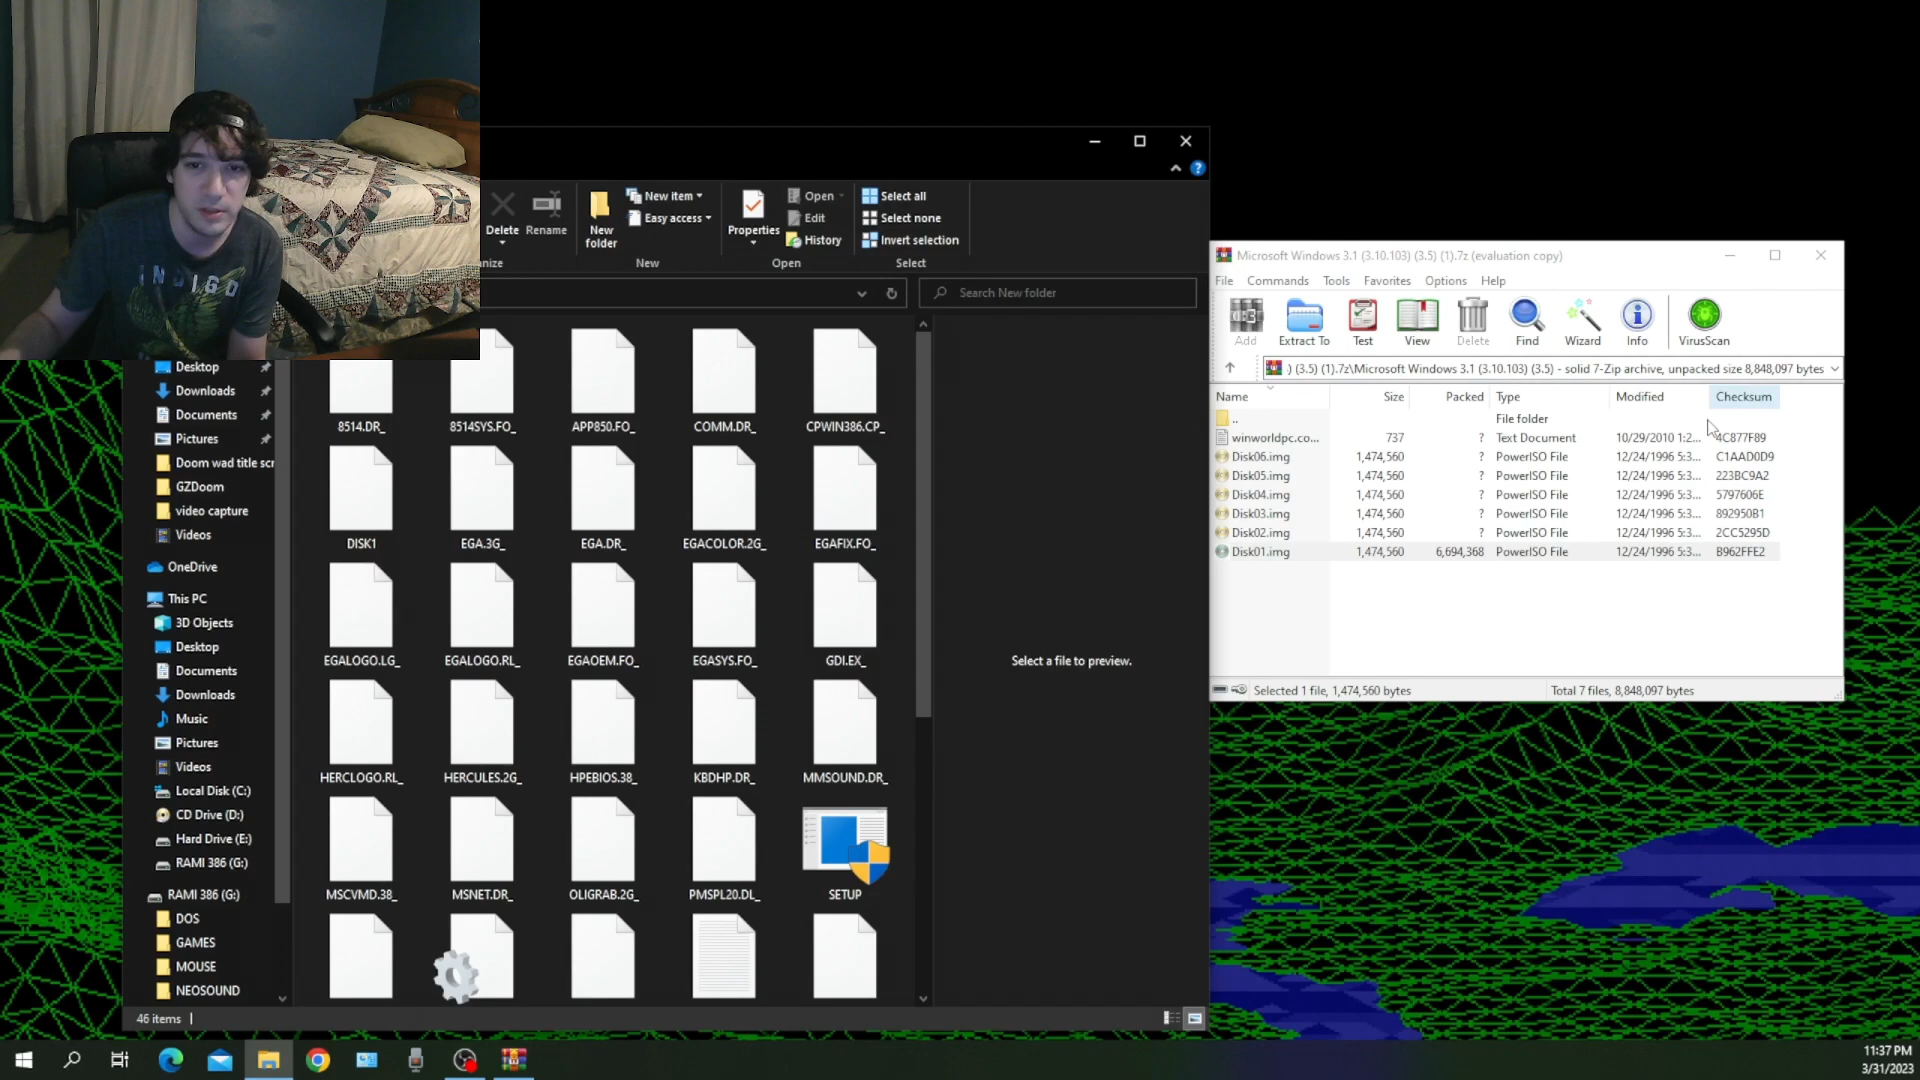 INDIGO
Delete
Rename
New folder
New item
Easy access
New
Properties
Open
Edit
History
Open
Select all
Select none
Invert selection
Select
nize
Search New folder
Desktop
Downloads
Documents
Pictures
Doom wad title scr
GZDoom
video capture
Videos
OneDrive
This PC
3D Objects
Desktop
Documents
Downloads
Music
Pictures
Videos
Local Disk (C:)
CD Drive (D:)
Hard Drive (E:)
RAMI 386 (G:)
RAMI 386 (G:)
DOS
GAMES
MOUSE
NEOSOUND
8514.DR_ 8514SYS.FO_ APP850.FO_ COMM.DR_ CPWIN386.CP_
DISK1 EGA.3G_ EGA.DR_ EGACOLOR.2G_ EGAFIX.FO_
EGALOGO.LG_ EGALOGO.RL_ EGAOEM.FO_ EGASYS.FO_ GDI.EX_
HERCLOGO.RL_ HERCULES.2G_ HPEBIOS.38_ KBDHP.DR_ MMSOUND.DR_
MSCVMD.38_ MSNET.DR_ OLIGRAB.2G_ PMSPL20.DL_ SETUP
Select a file to preview.
46 items
Microsoft Windows 3.1 (3.10.103) (3.5) (1).7z (evaluation copy)
File Commands Tools Favorites Options Help
Add Extract To Test View Delete Find Wizard Info VirusScan
) (3.5) (1).7z\Microsoft Windows 3.1 (3.10.103) (3.5) - solid 7-Zip archive, unpacked size 8,848,097 bytes
Name Size Packed Type Modified Checksum
.. File folder
winworldpc.co... 737 ? Text Document 10/29/2010 1:2... 4C877F89
Disk06.img 1,474,560 ? PowerISO File 12/24/1996 5:3... C1AAD0D9
Disk05.img 1,474,560 ? PowerISO File 12/24/1996 5:3... 223BC9A2
Disk04.img 1,474,560 ? PowerISO File 12/24/1996 5:3... 5797606E
Disk03.img 1,474,560 ? PowerISO File 12/24/1996 5:3... 892950B1
Disk02.img 1,474,560 ? PowerISO File 12/24/1996 5:3... 2CC5295D
Disk01.img 1,474,560 6,694,368 PowerISO File 12/24/1996 5:3... B962FFE2
Selected 1 file, 1,474,560 bytes Total 7 files, 8,848,097 bytes
11:37 PM
3/31/2023